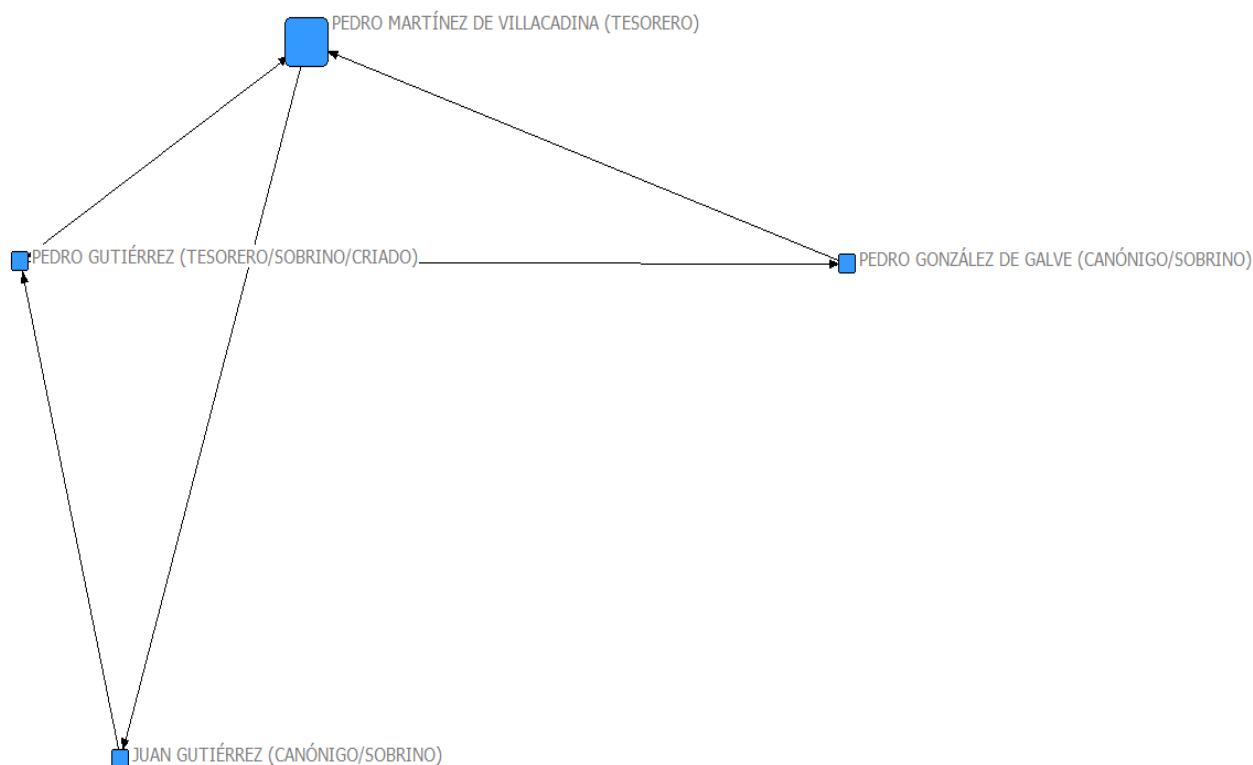 PEDRO MARTÍNEZ DE VILLACADINA (TESORERO)
PEDRO GUTIÉRREZ (TESORERO/SOBRINO/CRIADO)
PEDRO GONZÁLEZ DE GALVE (CANÓNIGO/SOBRINO)
JUAN GUTIÉRREZ (CANÓNIGO/SOBRINO)